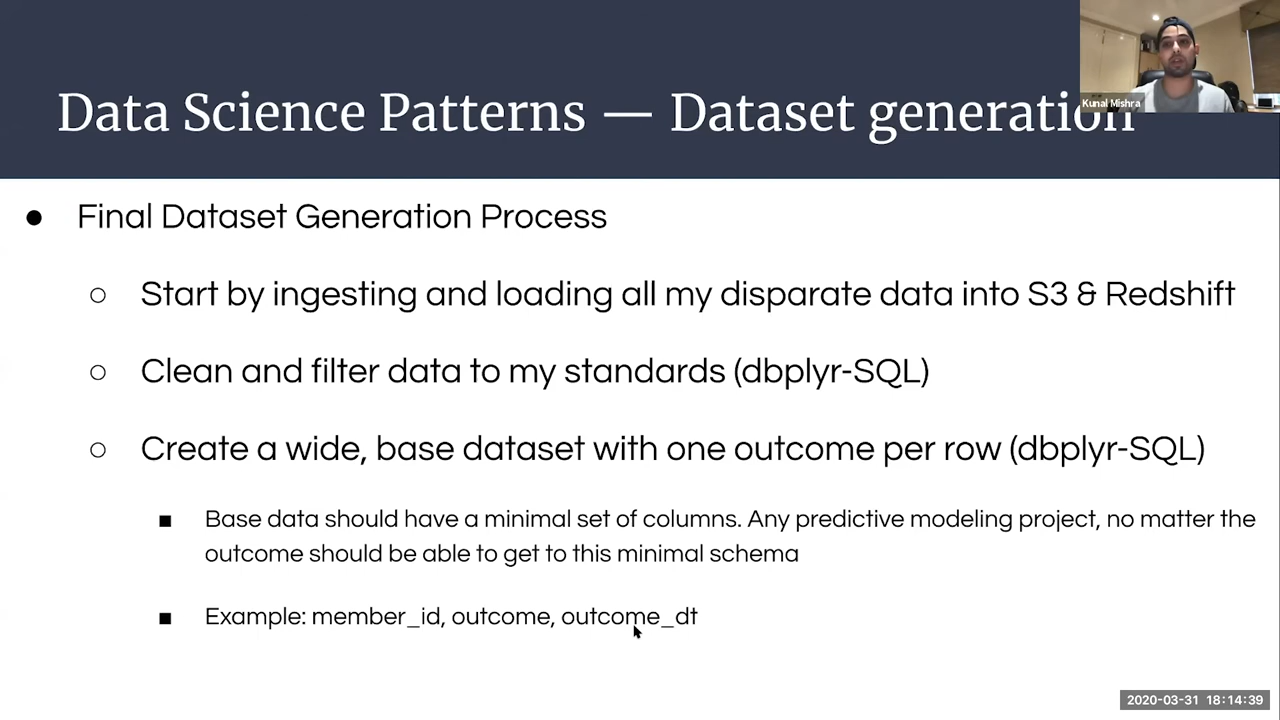 Kunal Mishra
Data Science Patterns — Dataset generation
● Final Dataset Generation Process
○ Start by ingesting and loading all my disparate data into S3 & Redshift
○ Clean and filter data to my standards (dbplyr-SQL)
○ Create a wide, base dataset with one outcome per row (dbplyr-SQL)
■ Base data should have a minimal set of columns. Any predictive modeling project, no matter the
outcome should be able to get to this minimal schema
■ Example: member_id, outcome, outcome_dt
2020-03-31 18:14:39